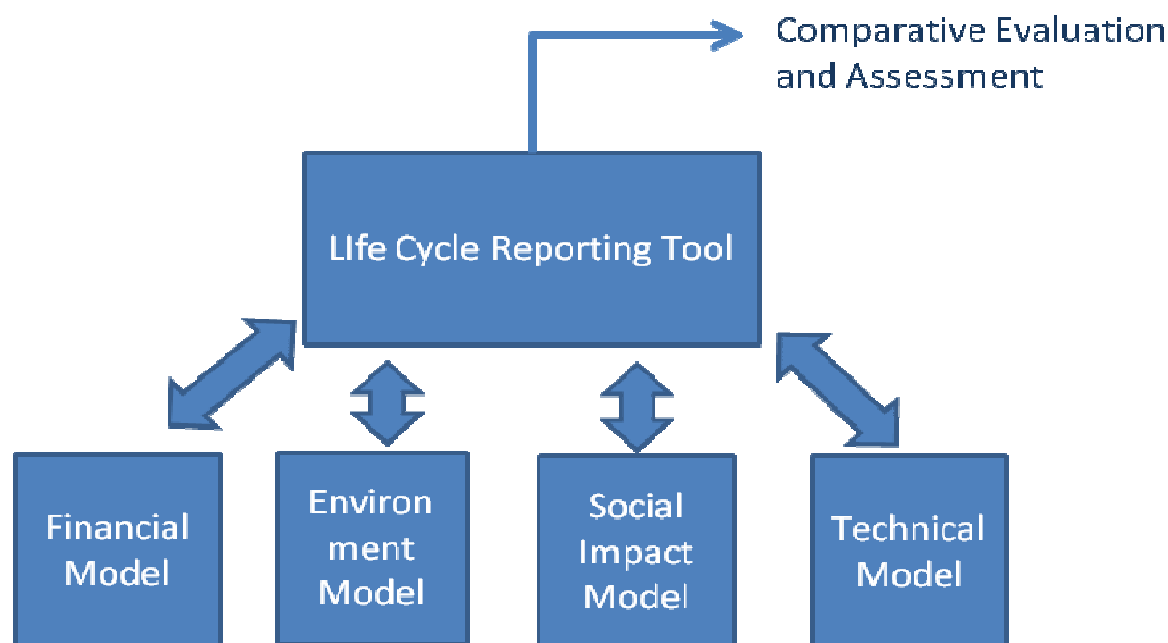 Comparative Evaluation
and Assessment
LIfe Cycle Reporting Tool
Financial
Model
Environ
ment
Model
Social
Impact
Model
Technical
Model